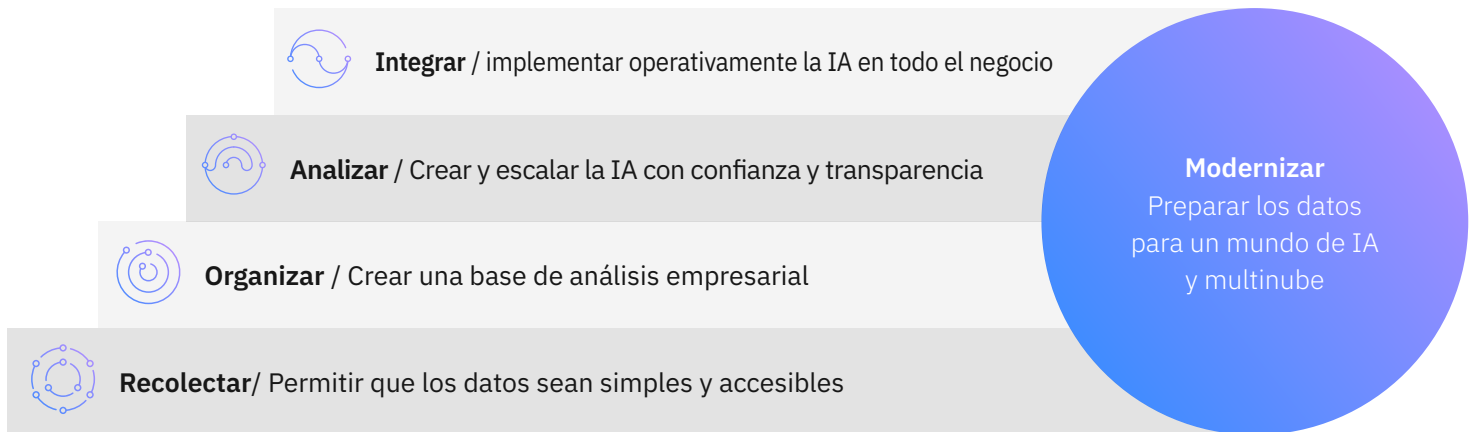 Integrar / implementar operativamente la IA en todo el negocio
Analizar / Crear y escalar la IA con confianza y transparencia
Organizar / Crear una base de análisis empresarial
Recolectar/ Permitir que los datos sean simples y accesibles
Modernizar
Preparar los datos
para un mundo de IA
y multinube